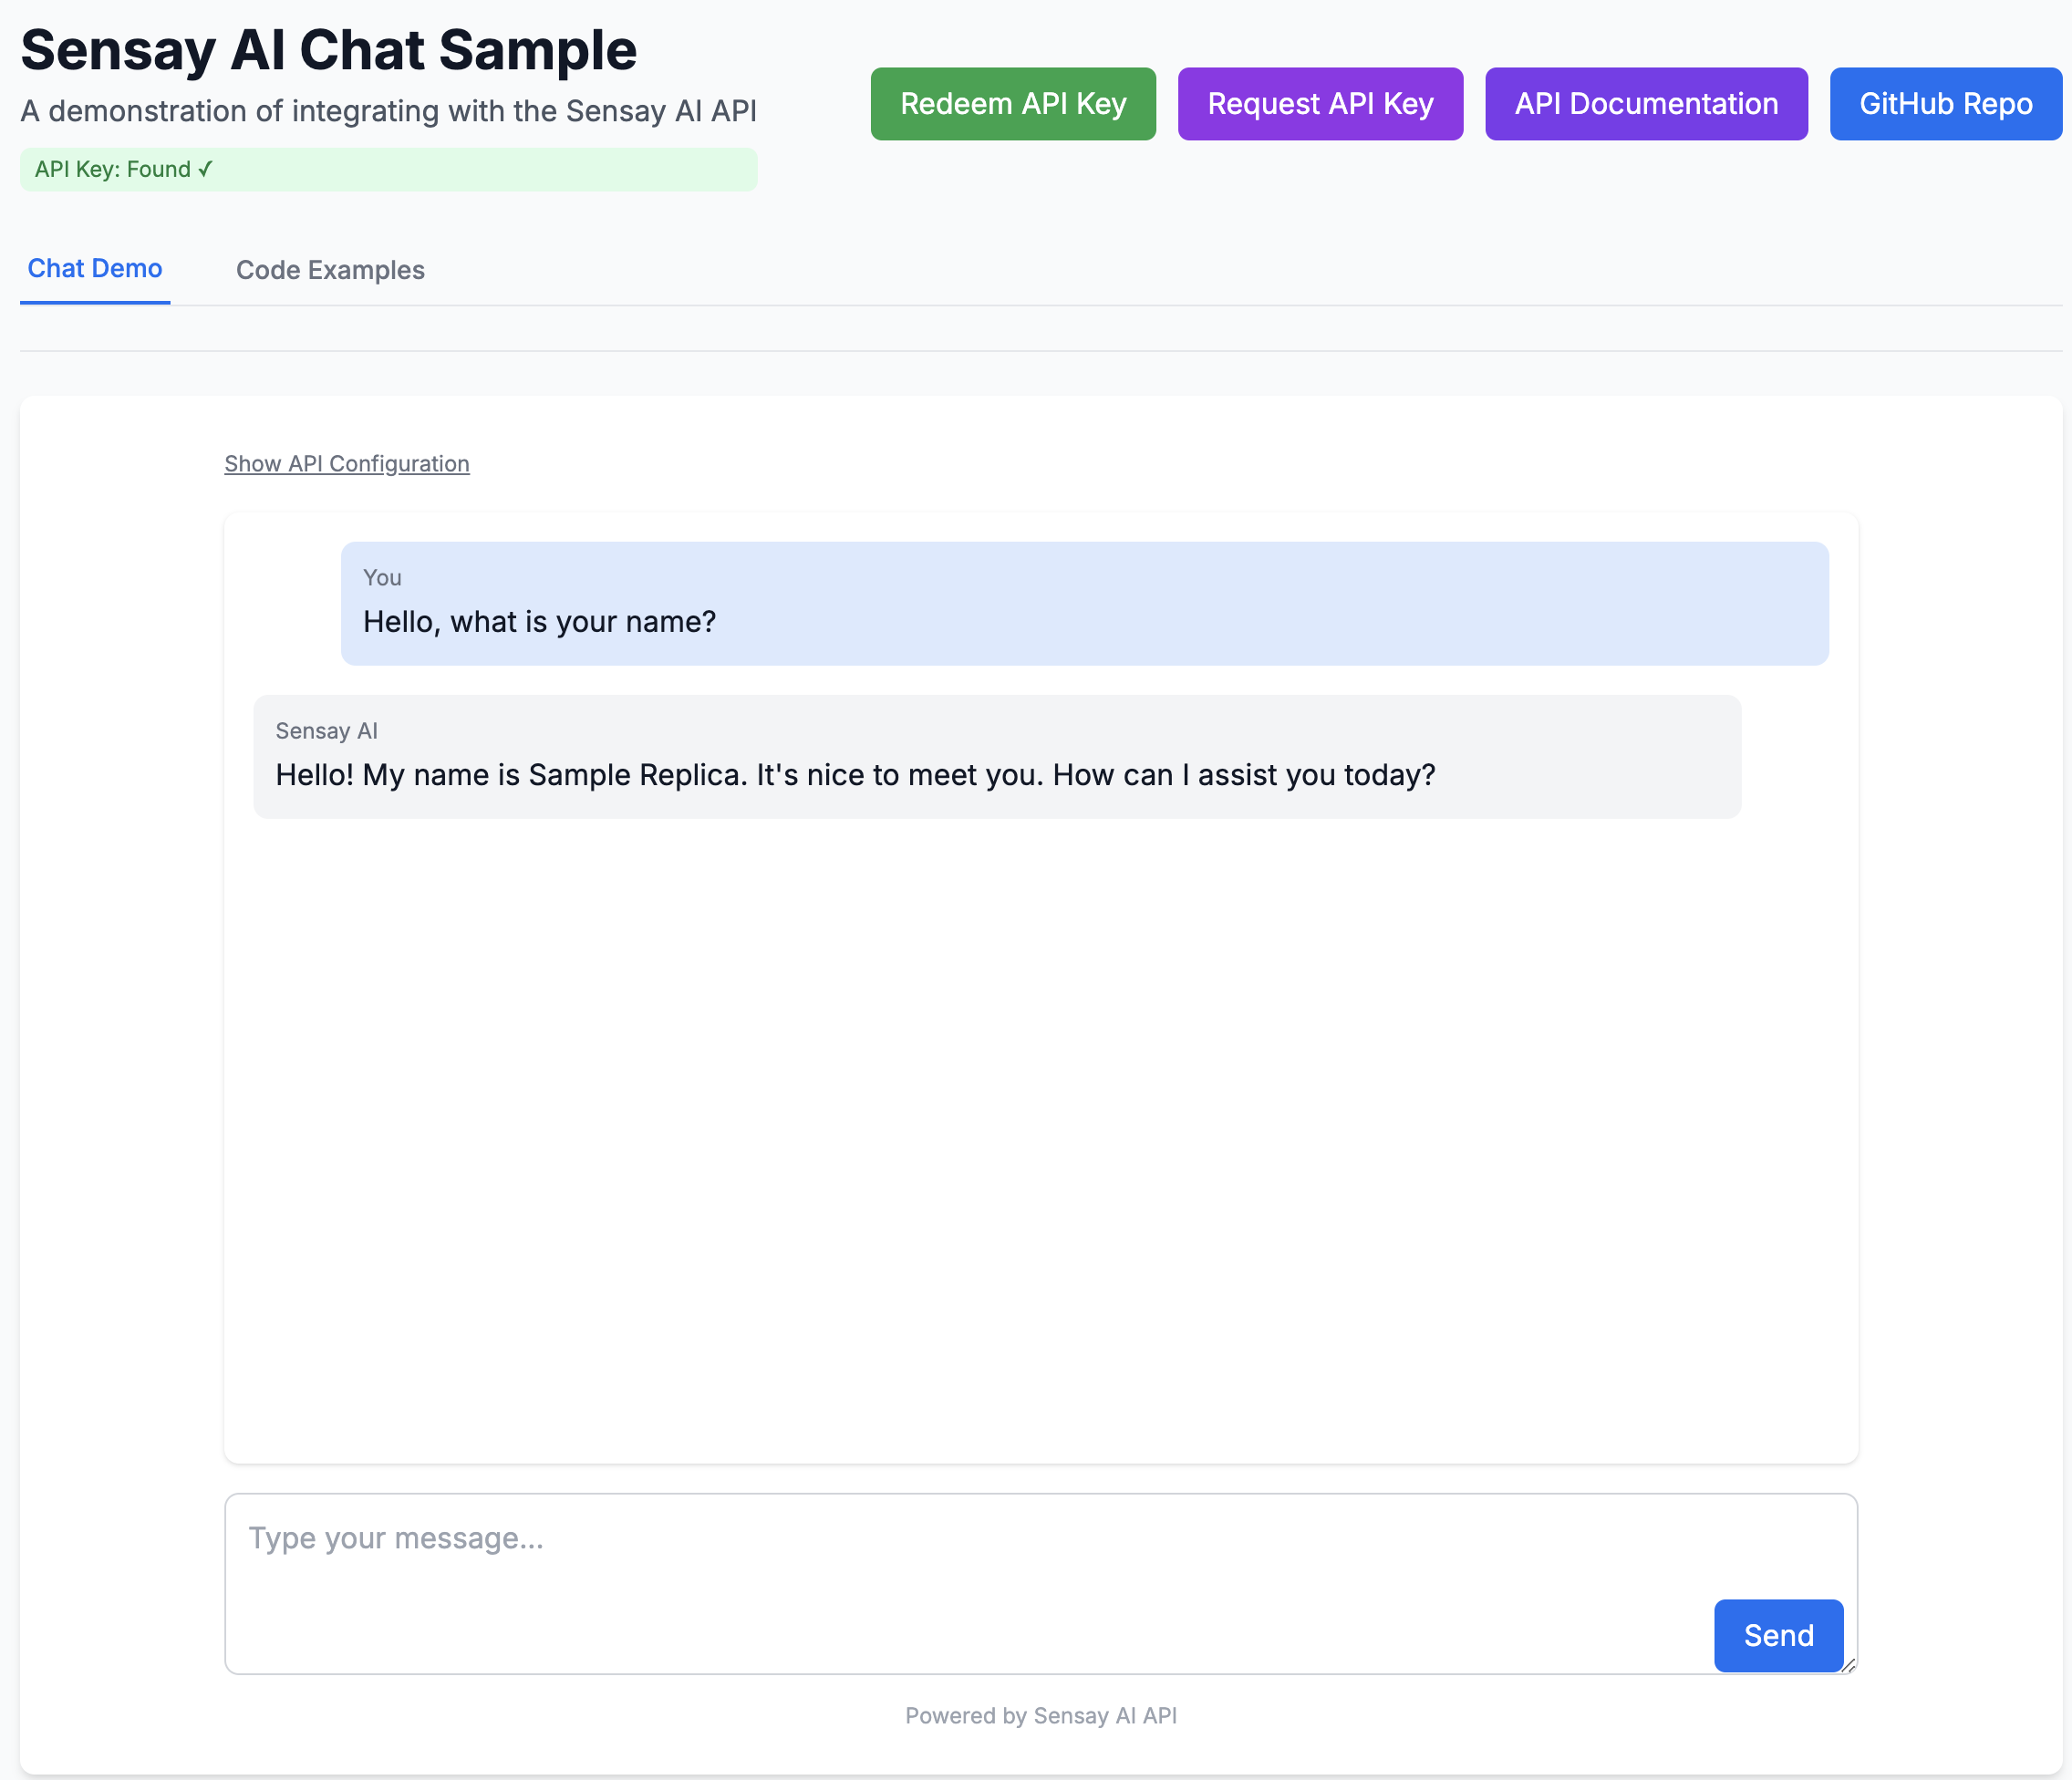 Sensay AI Chat Sample
A demonstration of integrating with the Sensay AI API
API Key: Found ✓
Redeem API Key
Request API Key
API Documentation
GitHub Repo
Chat Demo
Code Examples
Show API Configuration
You
Hello, what is your name?
Sensay AI
Hello! My name is Sample Replica. It's nice to meet you. How can I assist you today?
Type your message...
Send
Powered by Sensay AI API